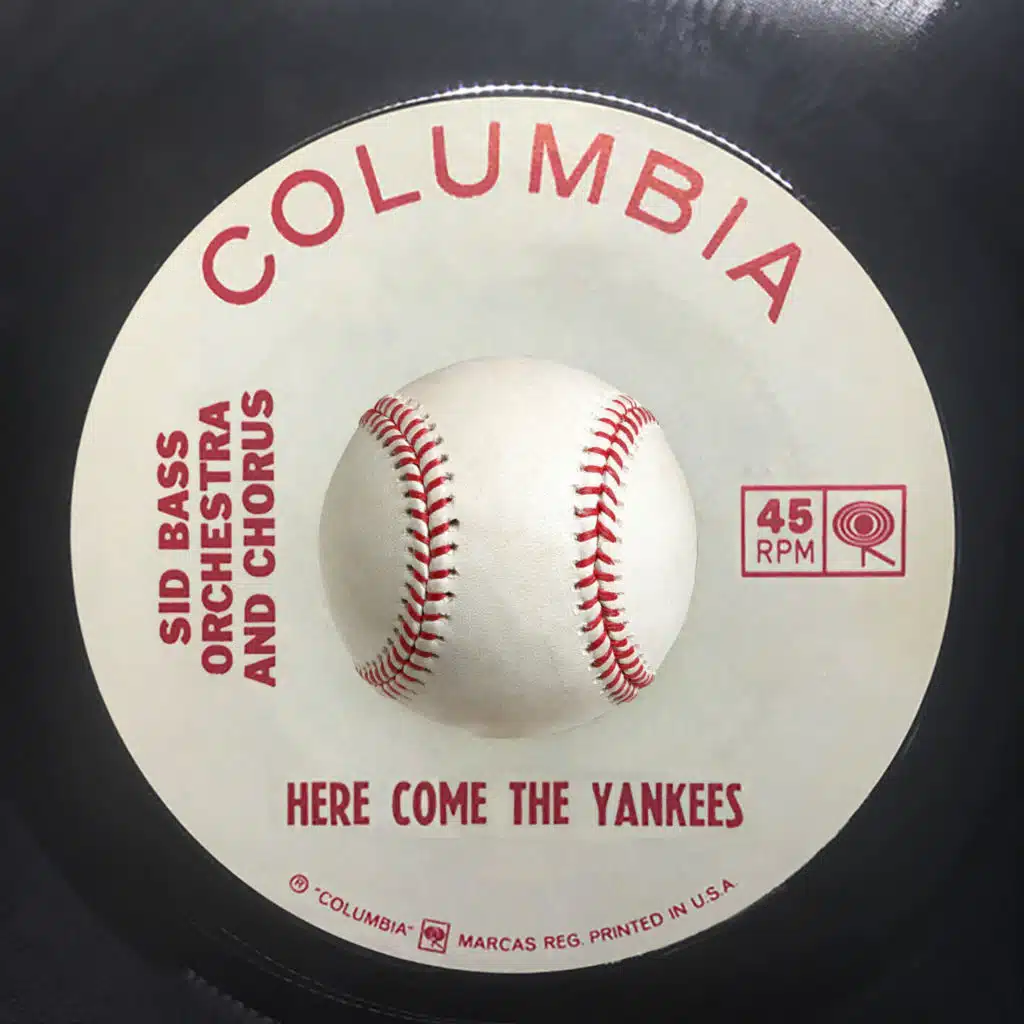 COLUMBIA
SID BASS
ORCHESTRA
AND CHORUS
45
RPM
HERE COME THE YANKEES
® "COLUMBIA" MARCAS REG. PRINTED IN U.S.A.